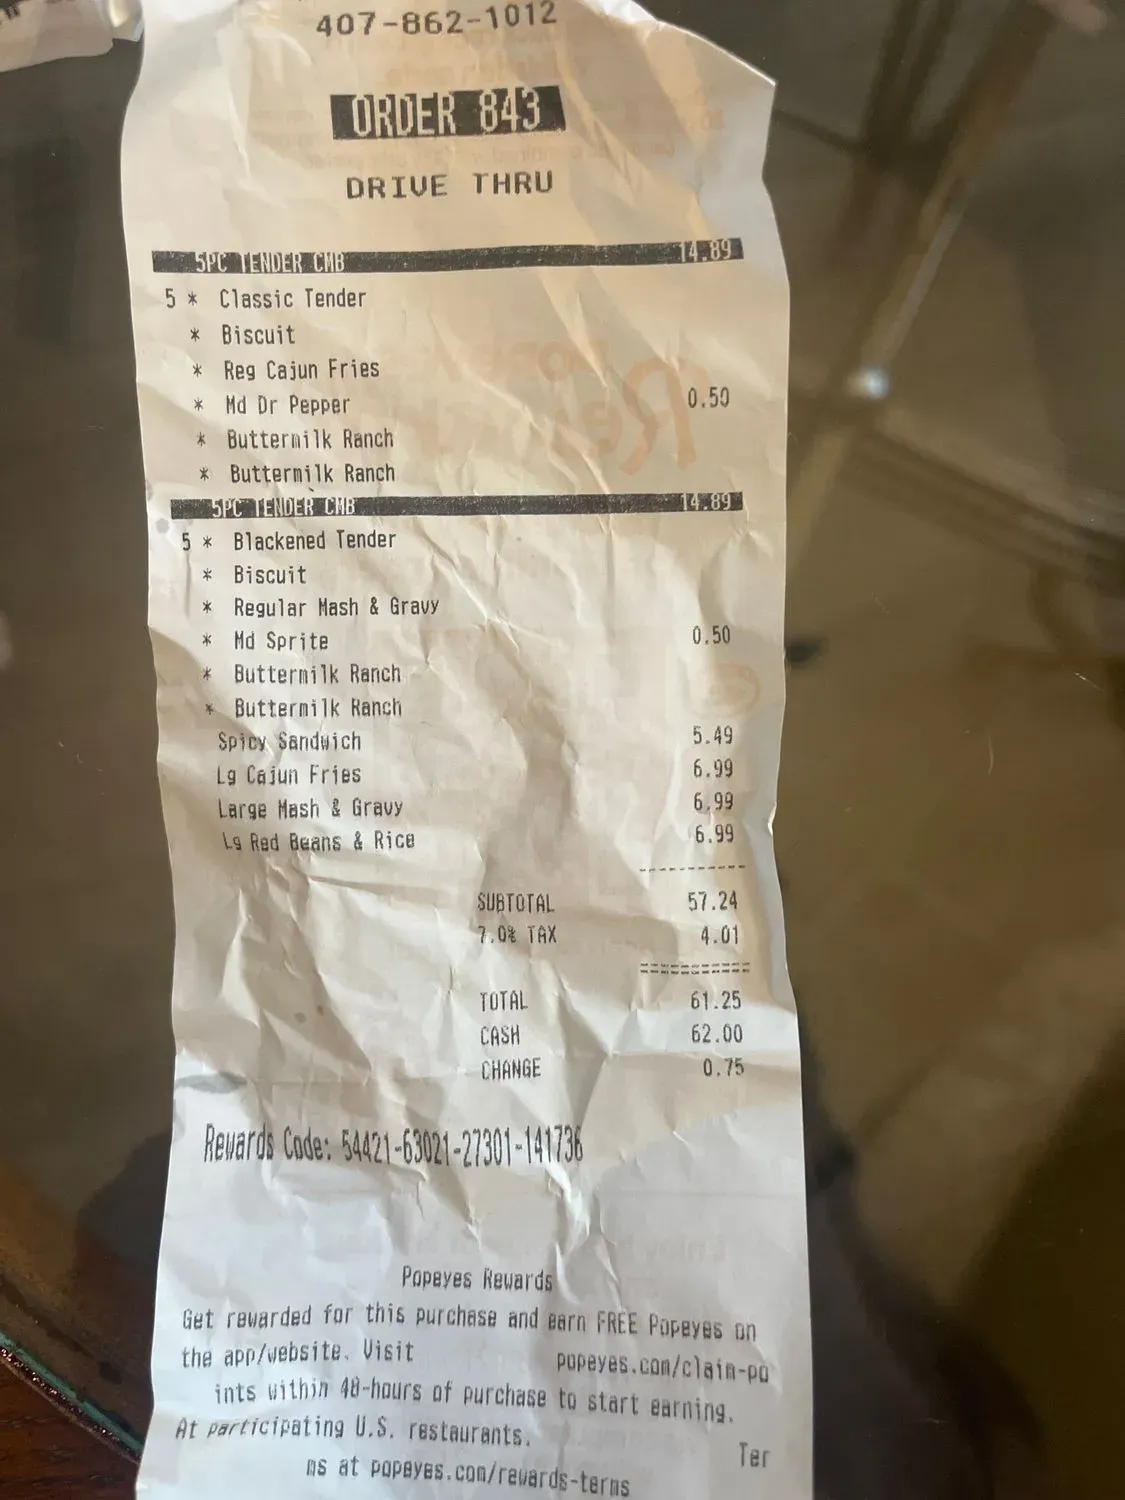 407-862-1012
ORDER 843
DRIVE THRU
5PC TENDER CMB 14.89
5 * Classic Tender
* Biscuit
* Reg Cajun Fries
* Md Dr Pepper 0.50
* Buttermilk Ranch
* Buttermilk Ranch
5PC TENDER CMB 14.89
5 * Blackened Tender
* Biscuit
* Regular Mash & Gravy
* Md Sprite 0.50
* Buttermilk Ranch
* Buttermilk Ranch
Spicy Sandwich 5.49
Lg Cajun Fries 6.99
Large Mash & Gravy 6.99
Lg Red Beans & Rice 6.99
------------
SUBTOTAL 57.24
7.0% TAX 4.01
============
TOTAL 61.25
CASH 62.00
CHANGE 0.75
Rewards Code: 54421-63021-27301-141736
Popeyes Rewards
Get rewarded for this purchase and earn FREE Popeyes on
the app/website. Visit popeyes.com/claim-po
ints within 48-hours of purchase to start earning.
At participating U.S. restaurants. Ter
ms at popeyes.com/rewards-terms